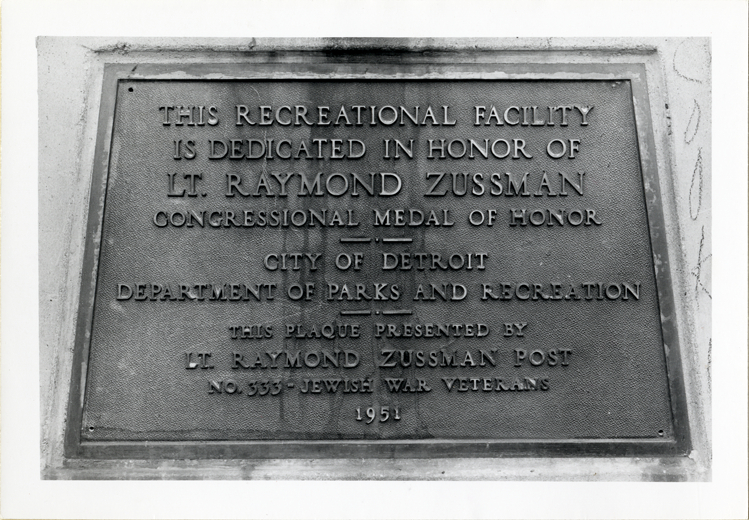 THIS RECREATIONAL FACILITY
IS DEDICATED IN HONOR OF
LT. RAYMOND ZUSSMAN
CONGRESSIONAL MEDAL OF HONOR
CITY OF DETROIT
DEPARTMENT OF PARKS AND RECREATION
THIS PLAQUE PRESENTED BY
LT. RAYMOND ZUSSMAN POST
NO. 333 - JEWISH WAR VETERANS
1951